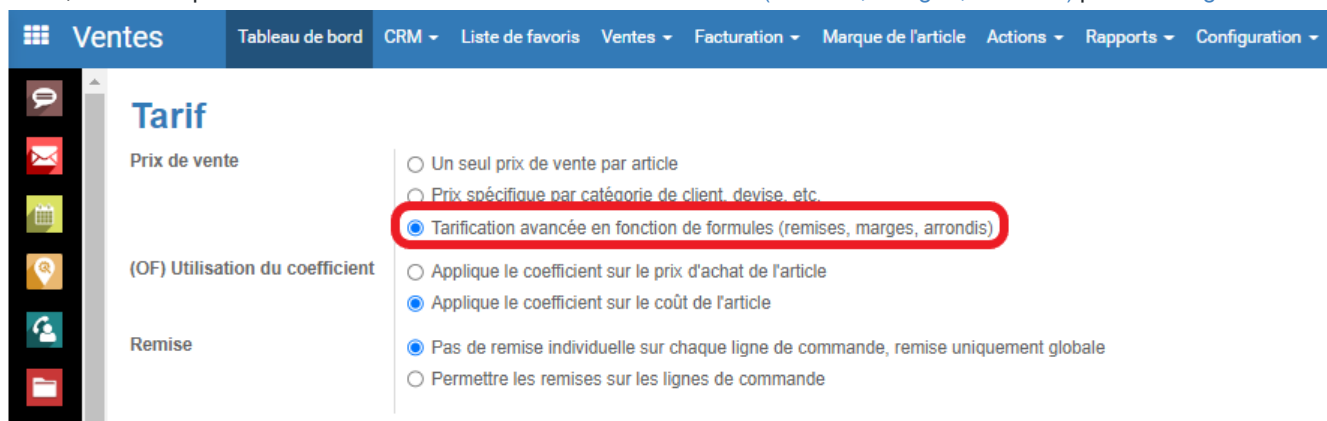 Ventes Tableau de bord CRM Liste de favoris Ventes Facturation Marque de l'article Actions Rapports Configuration
Tarif
Prix de vente
Un seul prix de vente par article
Prix spécifique par catégorie de client, devise, etc.
Tarification avancée en fonction de formules (remises, marges, arrondis)
(OF) Utilisation du coefficient
Applique le coefficient sur le prix d'achat de l'article
Applique le coefficient sur le coût de l'article
Remise
Pas de remise individuelle sur chaque ligne de commande, remise uniquement globale
Permettre les remises sur les lignes de commande